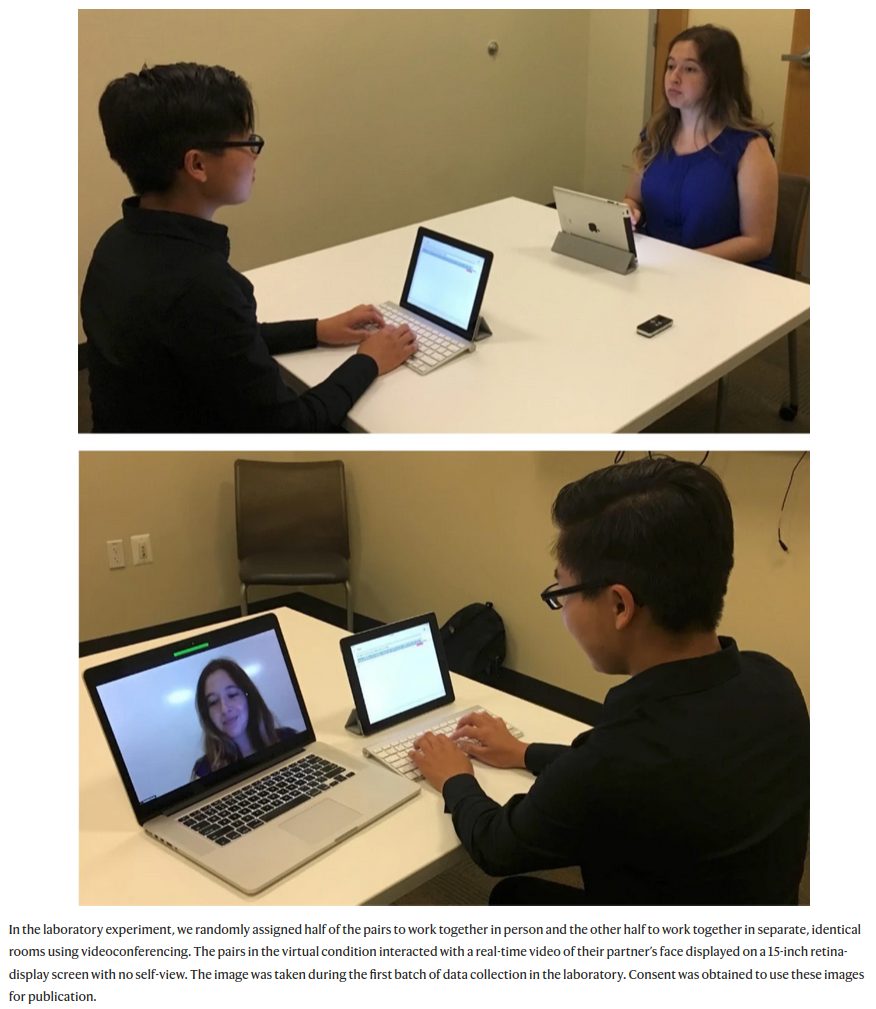 In the laboratory experiment, we randomly assigned half of the pairs to work together in person and the other half to work together in separate, identical
rooms using videoconferencing. The pairs in the virtual condition interacted with a real-time video of their partner's face displayed on a 15-inch retina-
display screen with no self-view. The image was taken during the first batch of data collection in the laboratory. Consent was obtained to use these images
for publication.